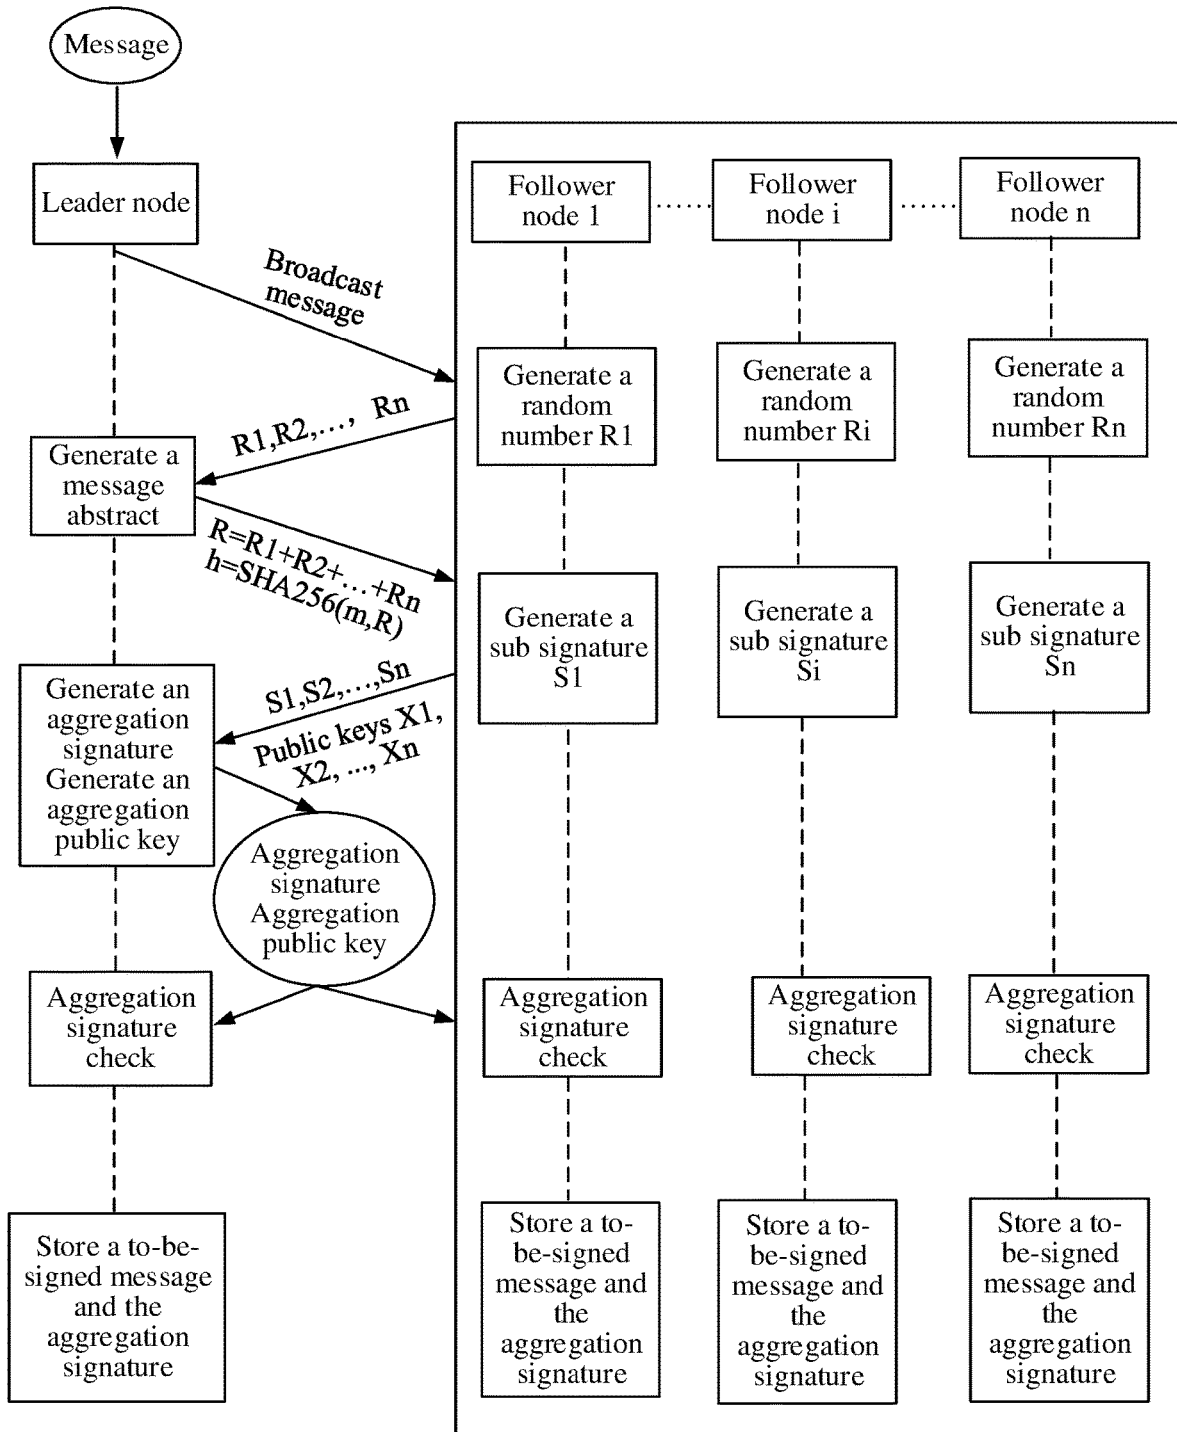 Message
Leader node
Broadcast
message
R1,R2,…, Rn
Generate a
message
abstract
R=R1+R2+…+Rn
h=SHA256(m,R)
S1,S2,…,Sn
Public keys X1,
X2, ..., Xn
Generate an
aggregation
signature
Generate an
aggregation
public key
Aggregation
signature
Aggregation
public key
Aggregation
signature
check
Store a to-be-
signed message
and the
aggregation
signature
Follower
node 1
......
Follower
node i
......
Follower
node n
Generate a
random
number R1
Generate a
random
number Ri
Generate a
random
number Rn
Generate a
sub signature
S1
Generate a
sub signature
Si
Generate a
sub signature
Sn
Aggregation
signature
check
Aggregation
signature
check
Aggregation
signature
check
Store a to-
be-signed
message and
the
aggregation
signature
Store a to-
be-signed
message and
the
aggregation
signature
Store a to-
be-signed
message and
the
aggregation
signature